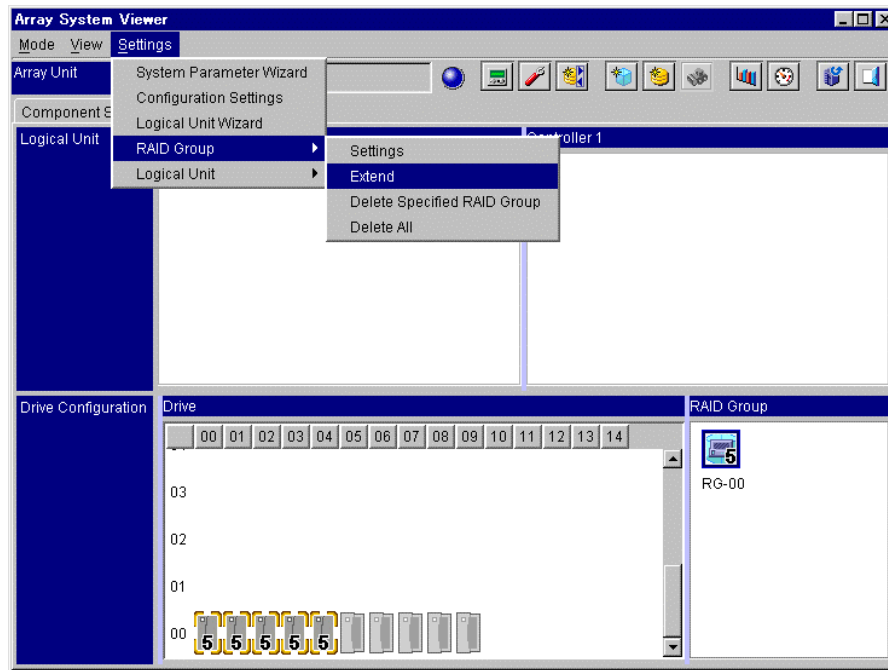 Array System Viewer
Mode View Settings
Array Unit
System Parameter Wizard
Configuration Settings
Logical Unit Wizard
RAID Group
Logical Unit
Settings
Extend
Delete Specified RAID Group
Delete All
Component S
Logical Unit
troller 1
Drive Configuration
Drive
00 01 02 03 04 05 06 07 08 09 10 11 12 13 14
03
02
01
00
5 5 5 5 5
RAID Group
5
RG-00